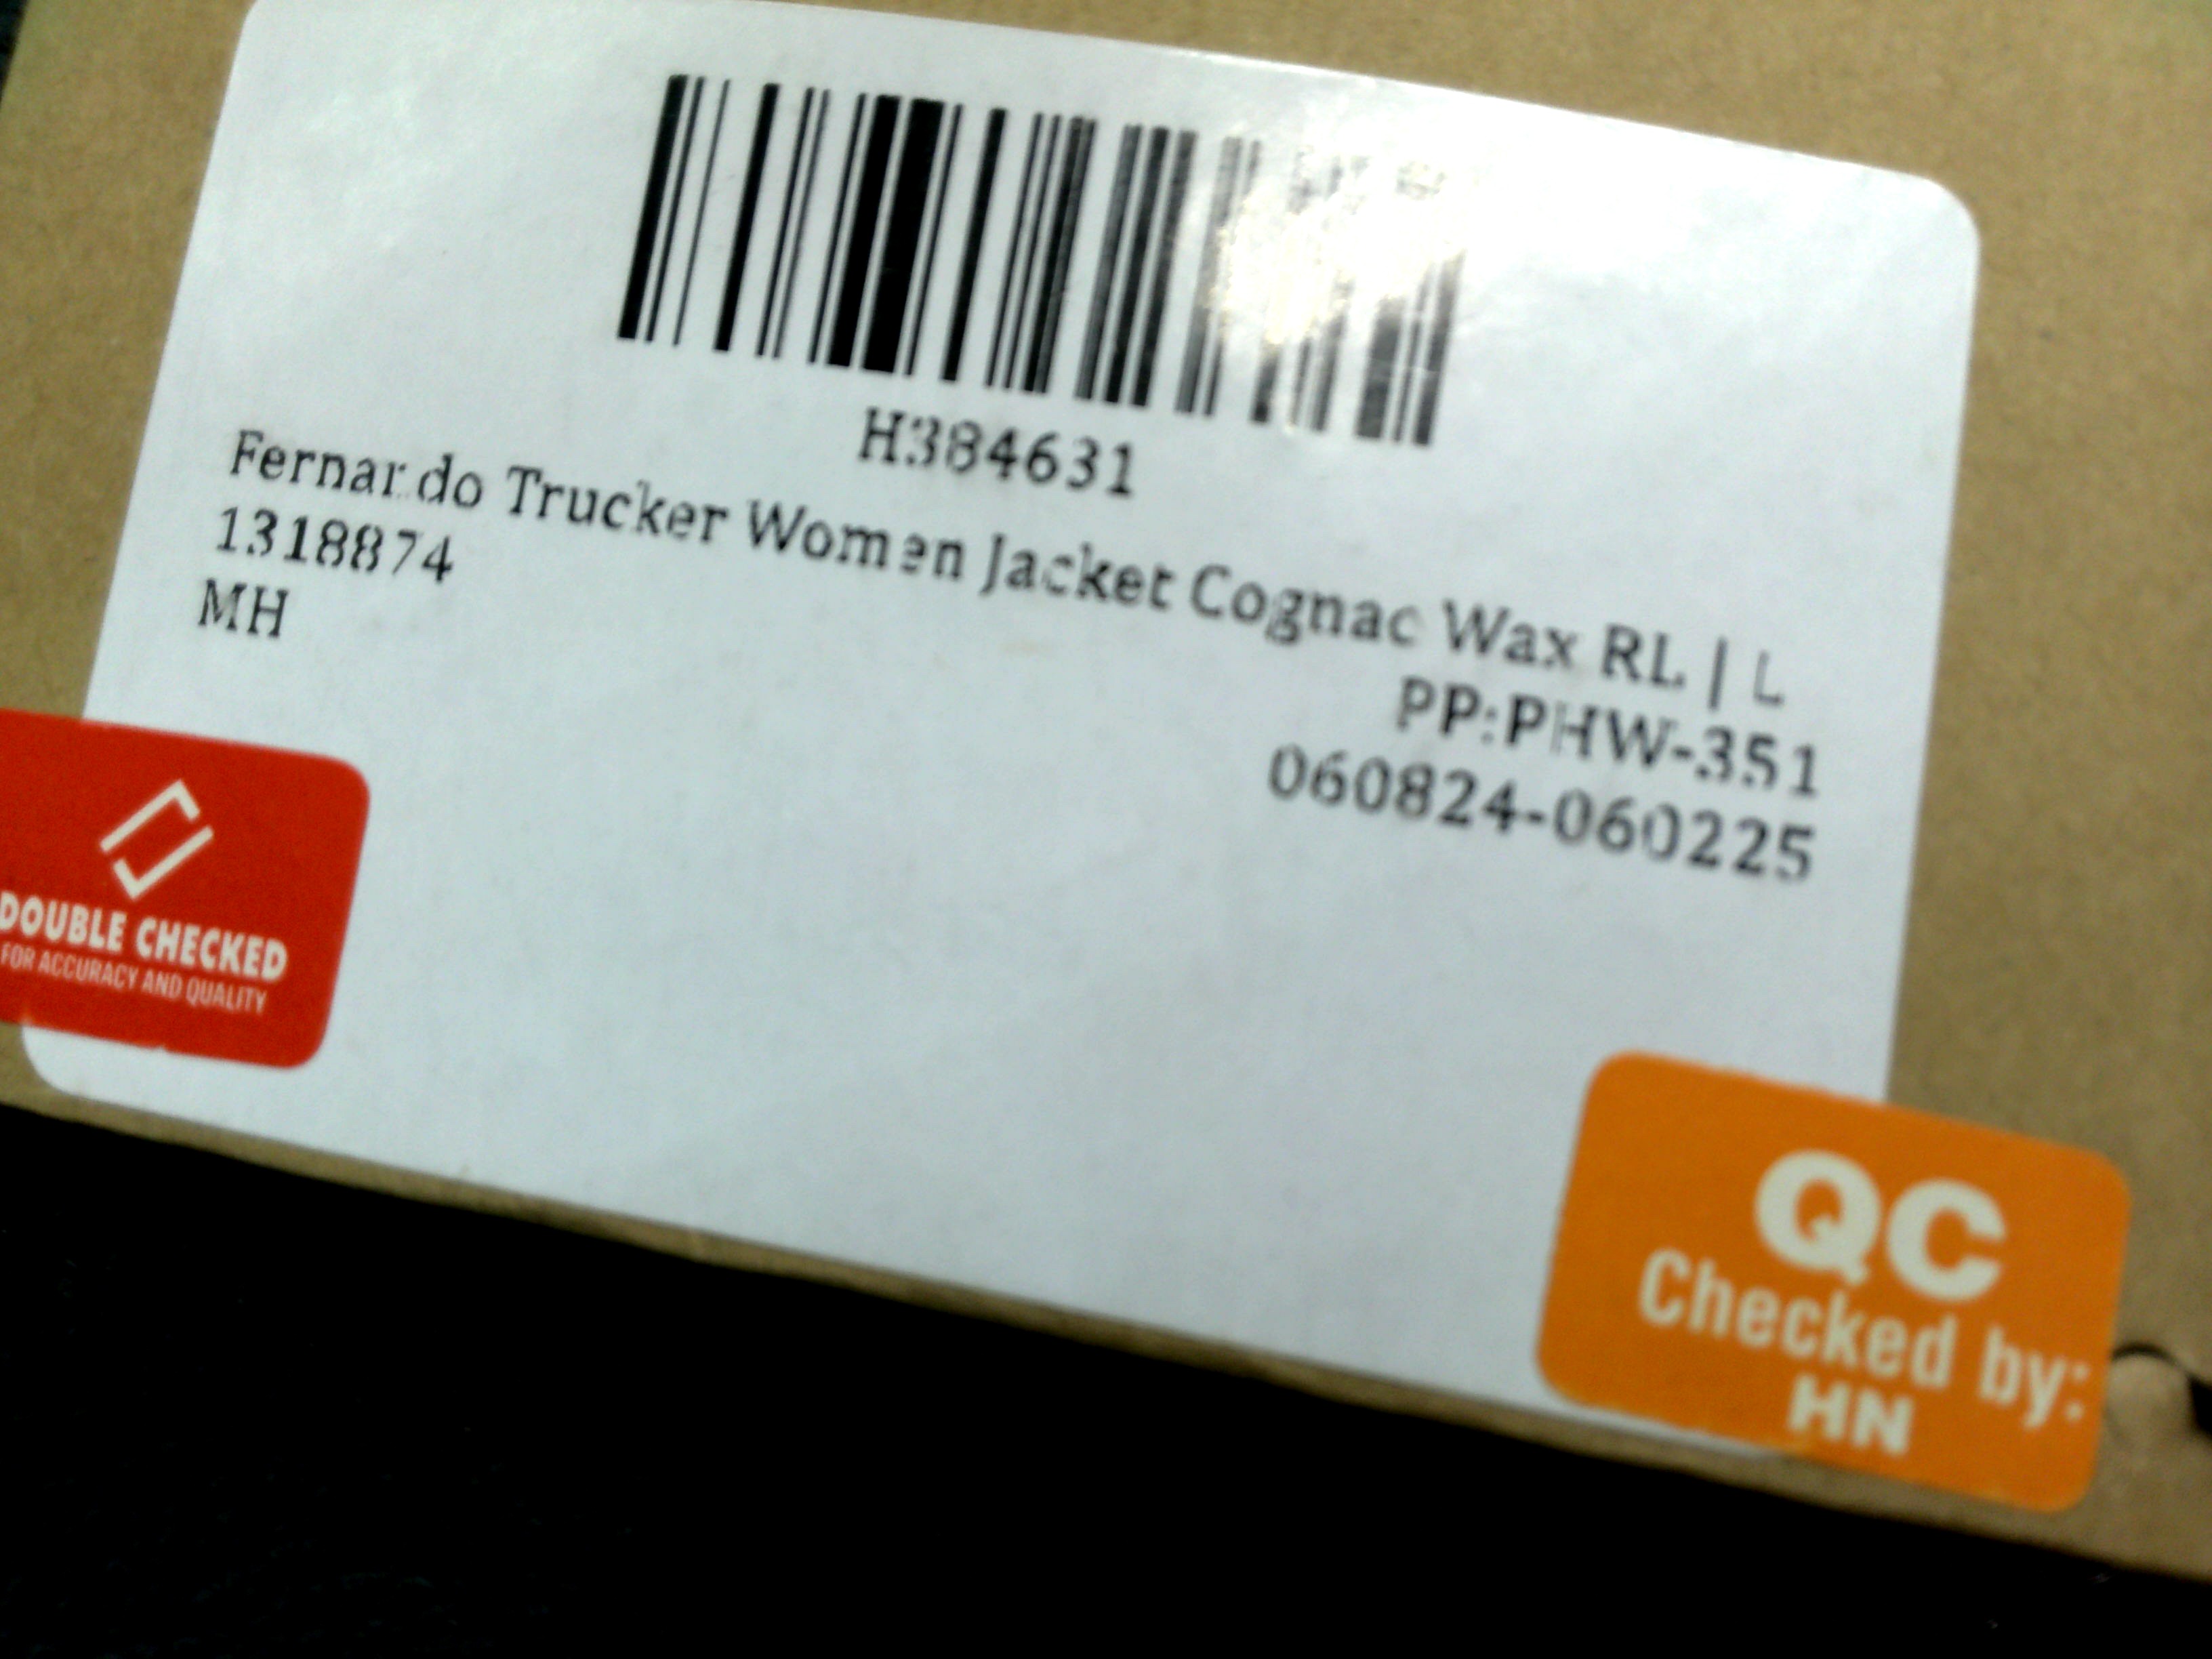 H384631
Fernando Trucker Women Jacket Cognac Wax RL | L
1318874
MH
PP:PHW-351
060824-060225
DOUBLE CHECKED
FOR ACCURACY AND QUALITY
QC
Checked by:
HN